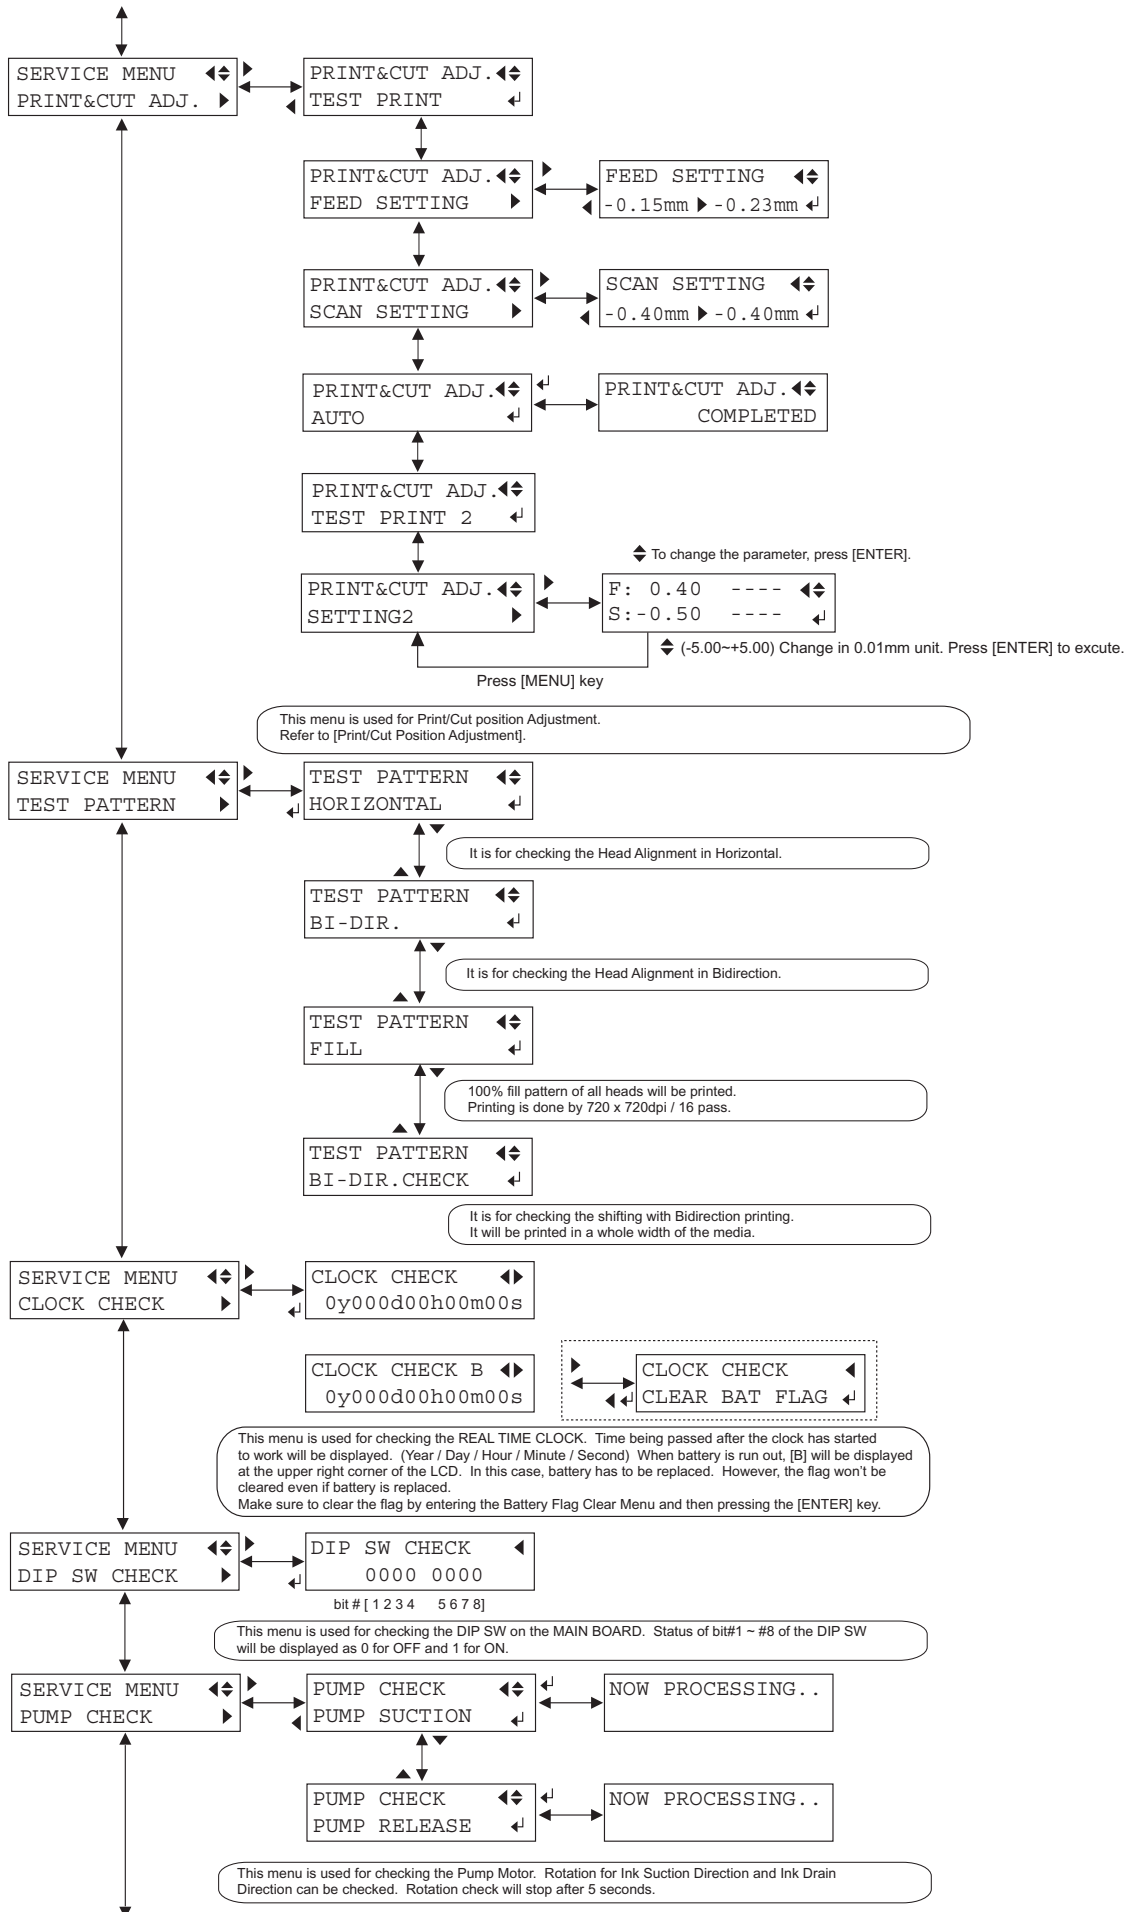 SERVICE MENU ◀◆
PRINT&CUT ADJ. ▶
PRINT&CUT ADJ.◀◆
TEST PRINT ↵
PRINT&CUT ADJ.◀◆
FEED SETTING ▶
FEED SETTING ◀◆
-0.15mm ▶ -0.23mm ↵
PRINT&CUT ADJ.◀◆
SCAN SETTING ▶
SCAN SETTING ◀◆
-0.40mm ▶ -0.40mm ↵
PRINT&CUT ADJ.◀◆
AUTO ↵
PRINT&CUT ADJ.◀◆
COMPLETED
PRINT&CUT ADJ.◀◆
TEST PRINT 2 ↵
◆ To change the parameter, press [ENTER].
PRINT&CUT ADJ.◀◆
SETTING2 ▶
F: 0.40 ---- ◀◆
S:-0.50 ---- ↵
◆ (-5.00~+5.00) Change in 0.01mm unit. Press [ENTER] to excute.
Press [MENU] key
This menu is used for Print/Cut position Adjustment.
Refer to [Print/Cut Position Adjustment].
SERVICE MENU ◀◆
TEST PATTERN ▶
TEST PATTERN ◀◆
HORIZONTAL ↵
It is for checking the Head Alignment in Horizontal.
TEST PATTERN ◀◆
BI-DIR. ↵
It is for checking the Head Alignment in Bidirection.
TEST PATTERN ◀◆
FILL ↵
100% fill pattern of all heads will be printed.
Printing is done by 720 x 720dpi / 16 pass.
TEST PATTERN ◀◆
BI-DIR.CHECK ↵
It is for checking the shifting with Bidirection printing.
It will be printed in a whole width of the media.
SERVICE MENU ◀◆
CLOCK CHECK ▶
CLOCK CHECK ◀▶
0y000d00h00m00s
CLOCK CHECK B ◀▶
0y000d00h00m00s
CLOCK CHECK ◀
CLEAR BAT FLAG ↵
This menu is used for checking the REAL TIME CLOCK. Time being passed after the clock has started
to work will be displayed. (Year / Day / Hour / Minute / Second) When battery is run out, [B] will be displayed
at the upper right corner of the LCD. In this case, battery has to be replaced. However, the flag won't be
cleared even if battery is replaced.
Make sure to clear the flag by entering the Battery Flag Clear Menu and then pressing the [ENTER] key.
SERVICE MENU ◀◆
DIP SW CHECK ▶
DIP SW CHECK ◀
0000 0000
bit # [ 1 2 3 4 5 6 7 8]
This menu is used for checking the DIP SW on the MAIN BOARD. Status of bit#1 ~ #8 of the DIP SW
will be displayed as 0 for OFF and 1 for ON.
SERVICE MENU ◀◆
PUMP CHECK ▶
PUMP CHECK ◀◆
PUMP SUCTION ↵
NOW PROCESSING..
PUMP CHECK ◀◆
PUMP RELEASE ↵
NOW PROCESSING..
This menu is used for checking the Pump Motor. Rotation for Ink Suction Direction and Ink Drain
Direction can be checked. Rotation check will stop after 5 seconds.